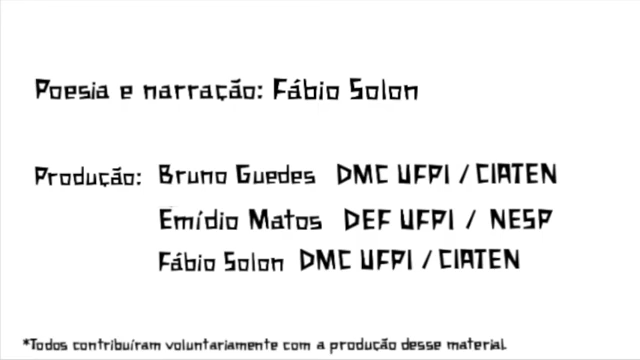 Poesia e narração: Fábio Solon
Produção: Bruno Guedes DMC UFPI / CIATEN
Emídio Matos DEF UFPI / NESP
Fábio Solon DMC UFPI / CIATEN
*Todos contribuíram voluntariamente com a produção desse material.